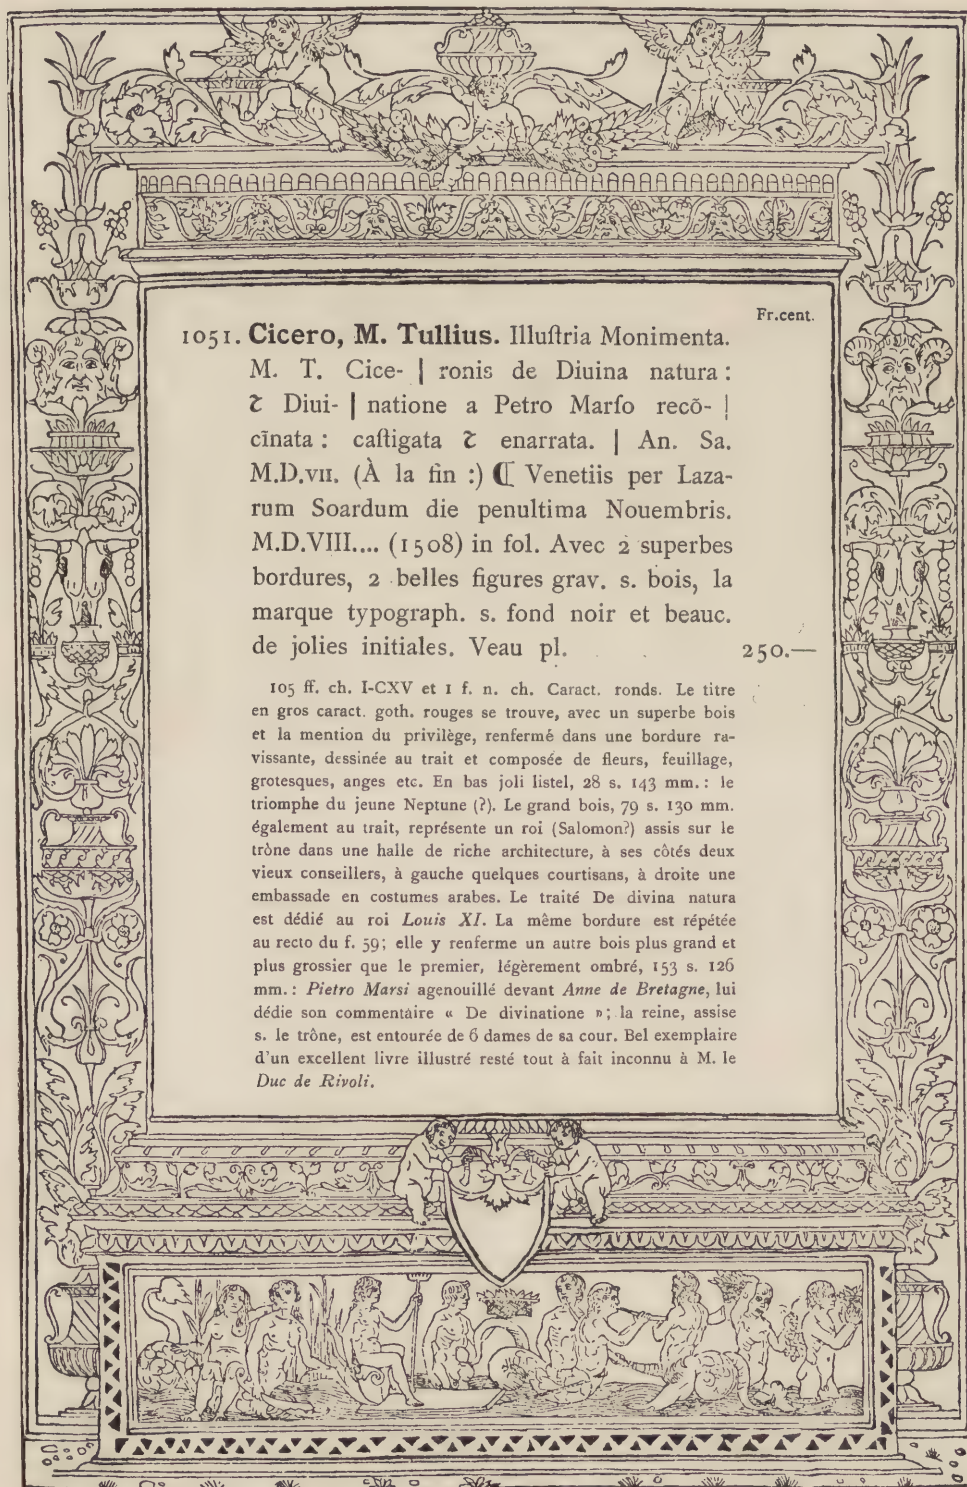 Fr.cent.
1051. Cicero, M. Tullius. Illuſtria Monimenta.
M. T. Cice- | ronis de Diuina natura :
⁊ Diui- | natione a Petro Marſo recō- |
cīnata : caſtigata ⁊ enarrata. | An. Sa.
M.D.vii. (À la fin :) ⁋ Venetiis per Laza-
rum Soardum die penultima Nouembris.
M.D.VIII.... (1508) in fol. Avec 2 superbes
bordures, 2 belles figures grav. s. bois, la
marque typograph. s. fond noir et beauc.
de jolies initiales. Veau pl. 250.—
105 ff. ch. I-CXV et 1 f. n. ch. Caract. ronds. Le titre
en gros caract. goth. rouges se trouve, avec un superbe bois
et la mention du privilège, renfermé dans une bordure ra-
vissante, dessinée au trait et composée de fleurs, feuillage,
grotesques, anges etc. En bas joli listel, 28 s. 143 mm. : le
triomphe du jeune Neptune (?). Le grand bois, 79 s. 130 mm.
également au trait, représente un roi (Salomon?) assis sur le
trône dans une halle de riche architecture, à ses côtés deux
vieux conseillers, à gauche quelques courtisans, à droite une
embassade en costumes arabes. Le traité De divina natura
est dédié au roi Louis XI. La même bordure est répétée
au recto du f. 59; elle y renferme un autre bois plus grand et
plus grossier que le premier, légèrement ombré, 153 s. 126
mm. : Pietro Marsi agenouillé devant Anne de Bretagne, lui
dédie son commentaire « De divinatione »; la reine, assise
s. le trône, est entourée de 6 dames de sa cour. Bel exemplaire
d'un excellent livre illustré resté tout à fait inconnu à M. le
Duc de Rivoli.